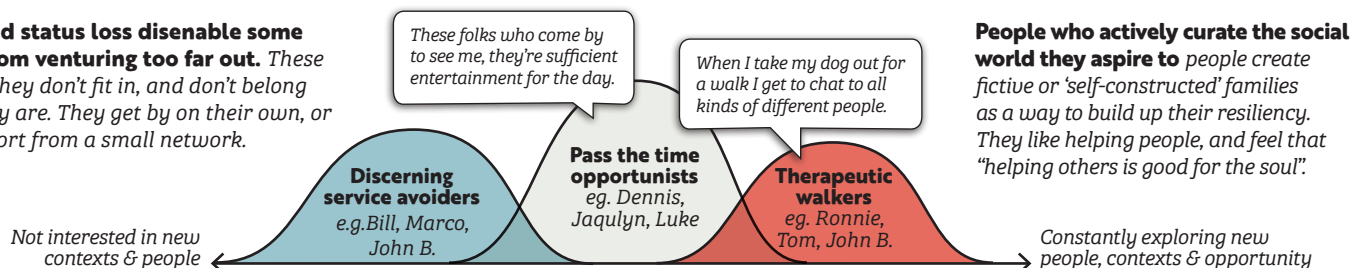 d status loss disenable some
om venturing too far out. These
hey don't fit in, and don't belong
y are. They get by on their own, or
ort from a small network.
These folks who come by
to see me, they're sufficient
entertainment for the day.
When I take my dog out for
a walk I get to chat to all
kinds of different people.
People who actively curate the social
world they aspire to people create
fictive or 'self-constructed' families
as a way to build up their resiliency.
They like helping people, and feel that
"helping others is good for the soul".
Discerning
service avoiders
e.g.Bill, Marco,
John B.
Pass the time
opportunists
eg. Dennis,
Jaqulyn, Luke
Therapeutic
walkers
eg. Ronnie,
Tom, John B.
Not interested in new
contexts & people
Constantly exploring new
people, contexts & opportunity